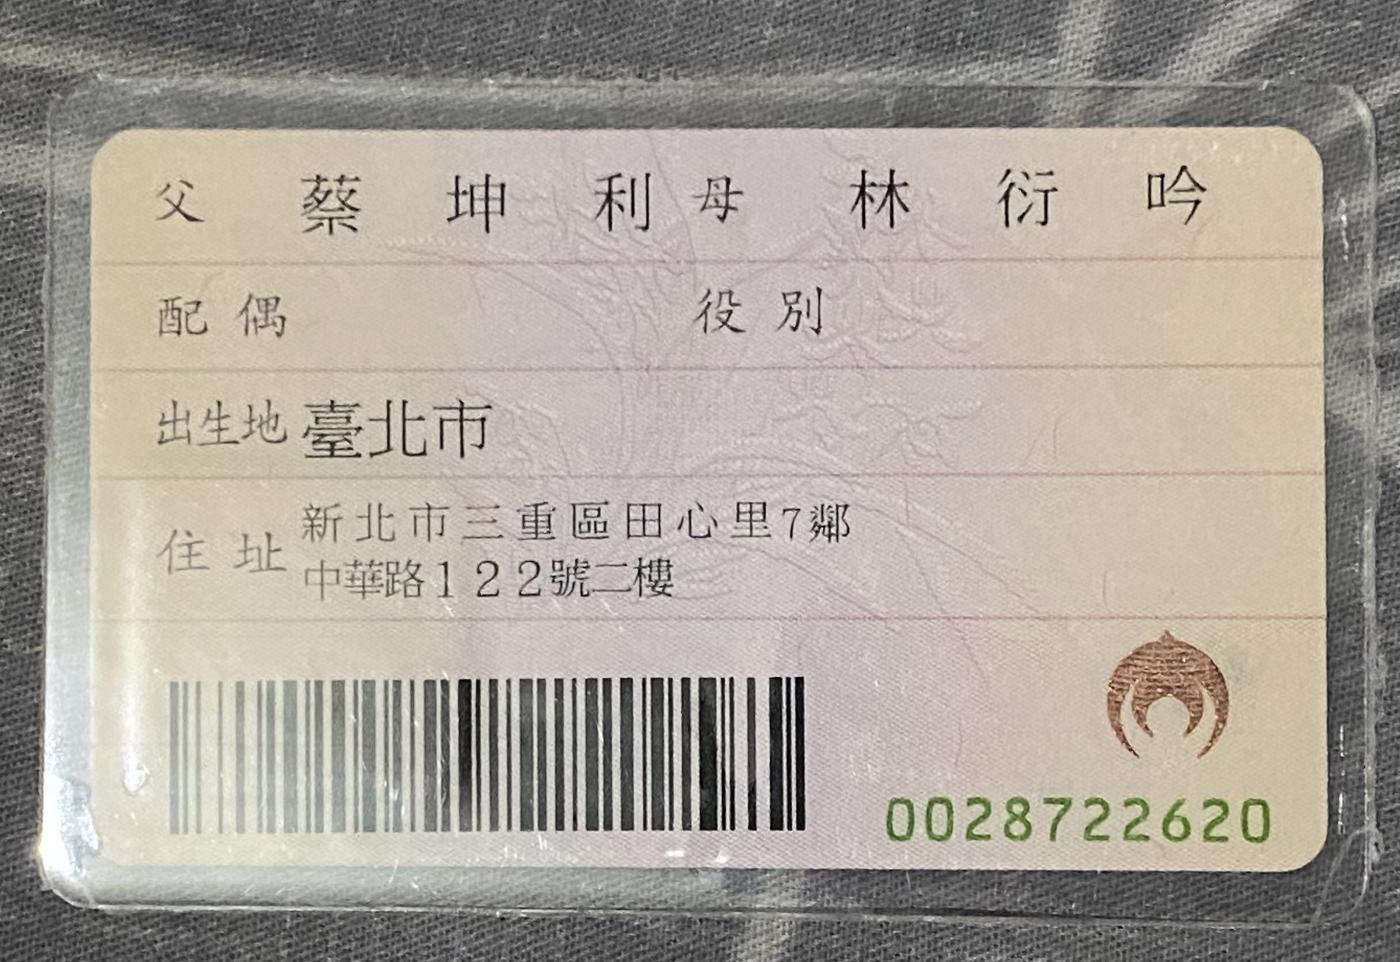 父 蔡坤利 母 林衍吟
配偶 役別
出生地 臺北市
住址 新北市三重區田心里7鄰
中華路122號二樓
0028722620